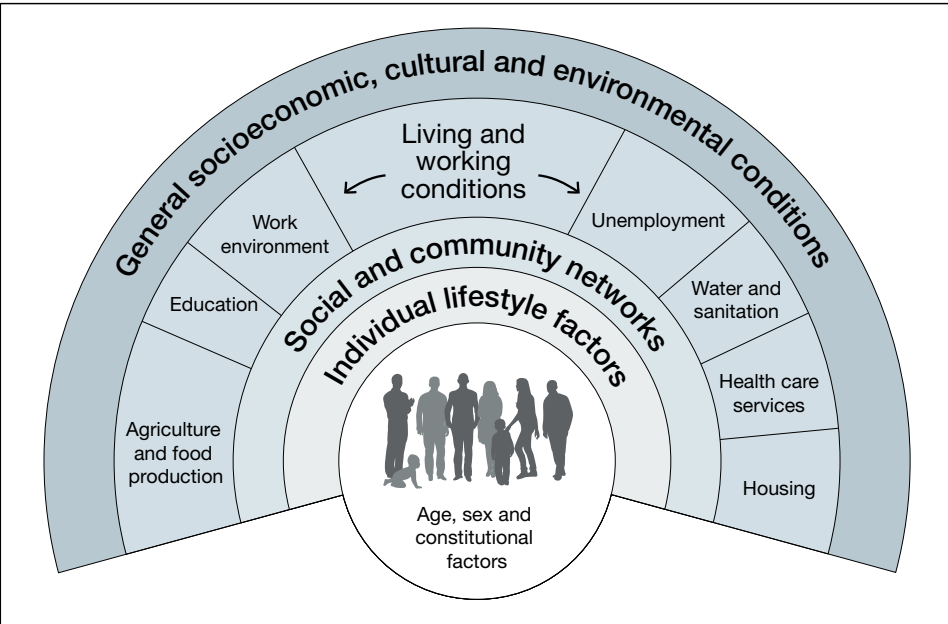 General socioeconomic, cultural and environmental conditions
Living and
working
conditions
Work
environment
Unemployment
Education
Water and
sanitation
Agriculture
and food
production
Health care
services
Housing
Social and community networks
Individual lifestyle factors
Age, sex and
constitutional
factors